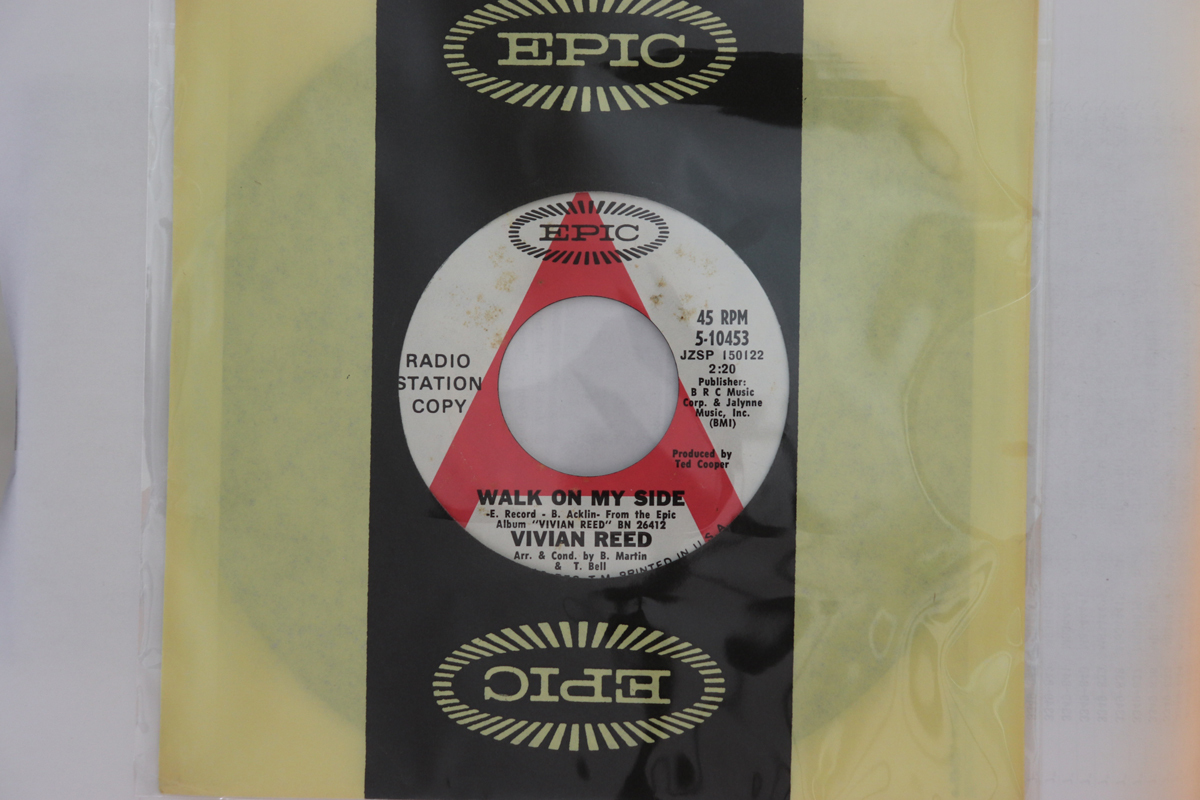 EPIC
EPIC
45 RPM
5-10453
JZSP 150122
2:20
Publisher:
B R C Music
Corp. & Jalynne
Music, Inc.
(BMI)
RADIO
STATION
COPY
Produced by
Ted Cooper
WALK ON MY SIDE
-E. Record - B. Acklin- From the Epic
Album "VIVIAN REED" BN 26412
VIVIAN REED
Arr. & Cond. by B. Martin
& T. Bell
T.M. PRINTED IN U.S.A.
EPIC